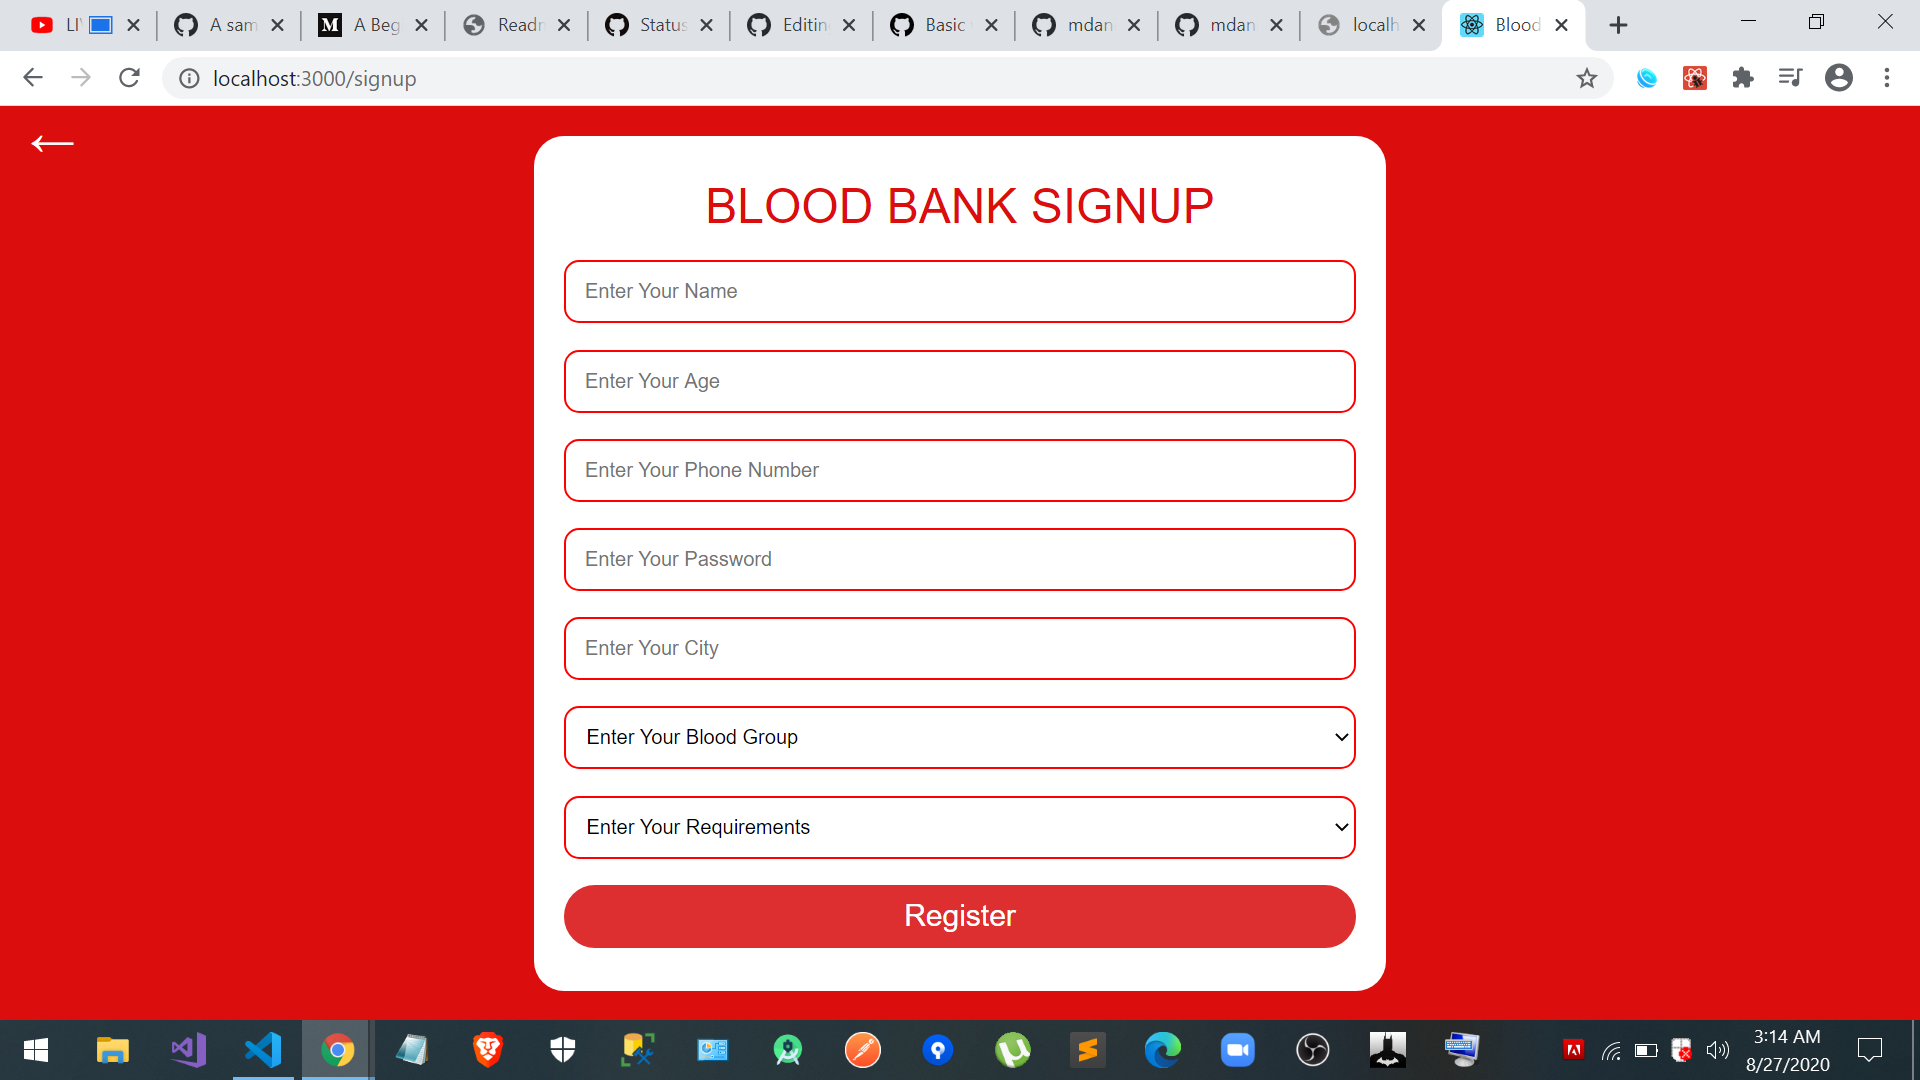 LI
A sam
M A Beg
Readm
Status
Editin
Basic
mdan
mdan
localh
Blood
localhost:3000/signup
BLOOD BANK SIGNUP
Enter Your Name
Enter Your Age
Enter Your Phone Number
Enter Your Password
Enter Your City
Enter Your Blood Group
Enter Your Requirements
Register
3:14 AM
8/27/2020